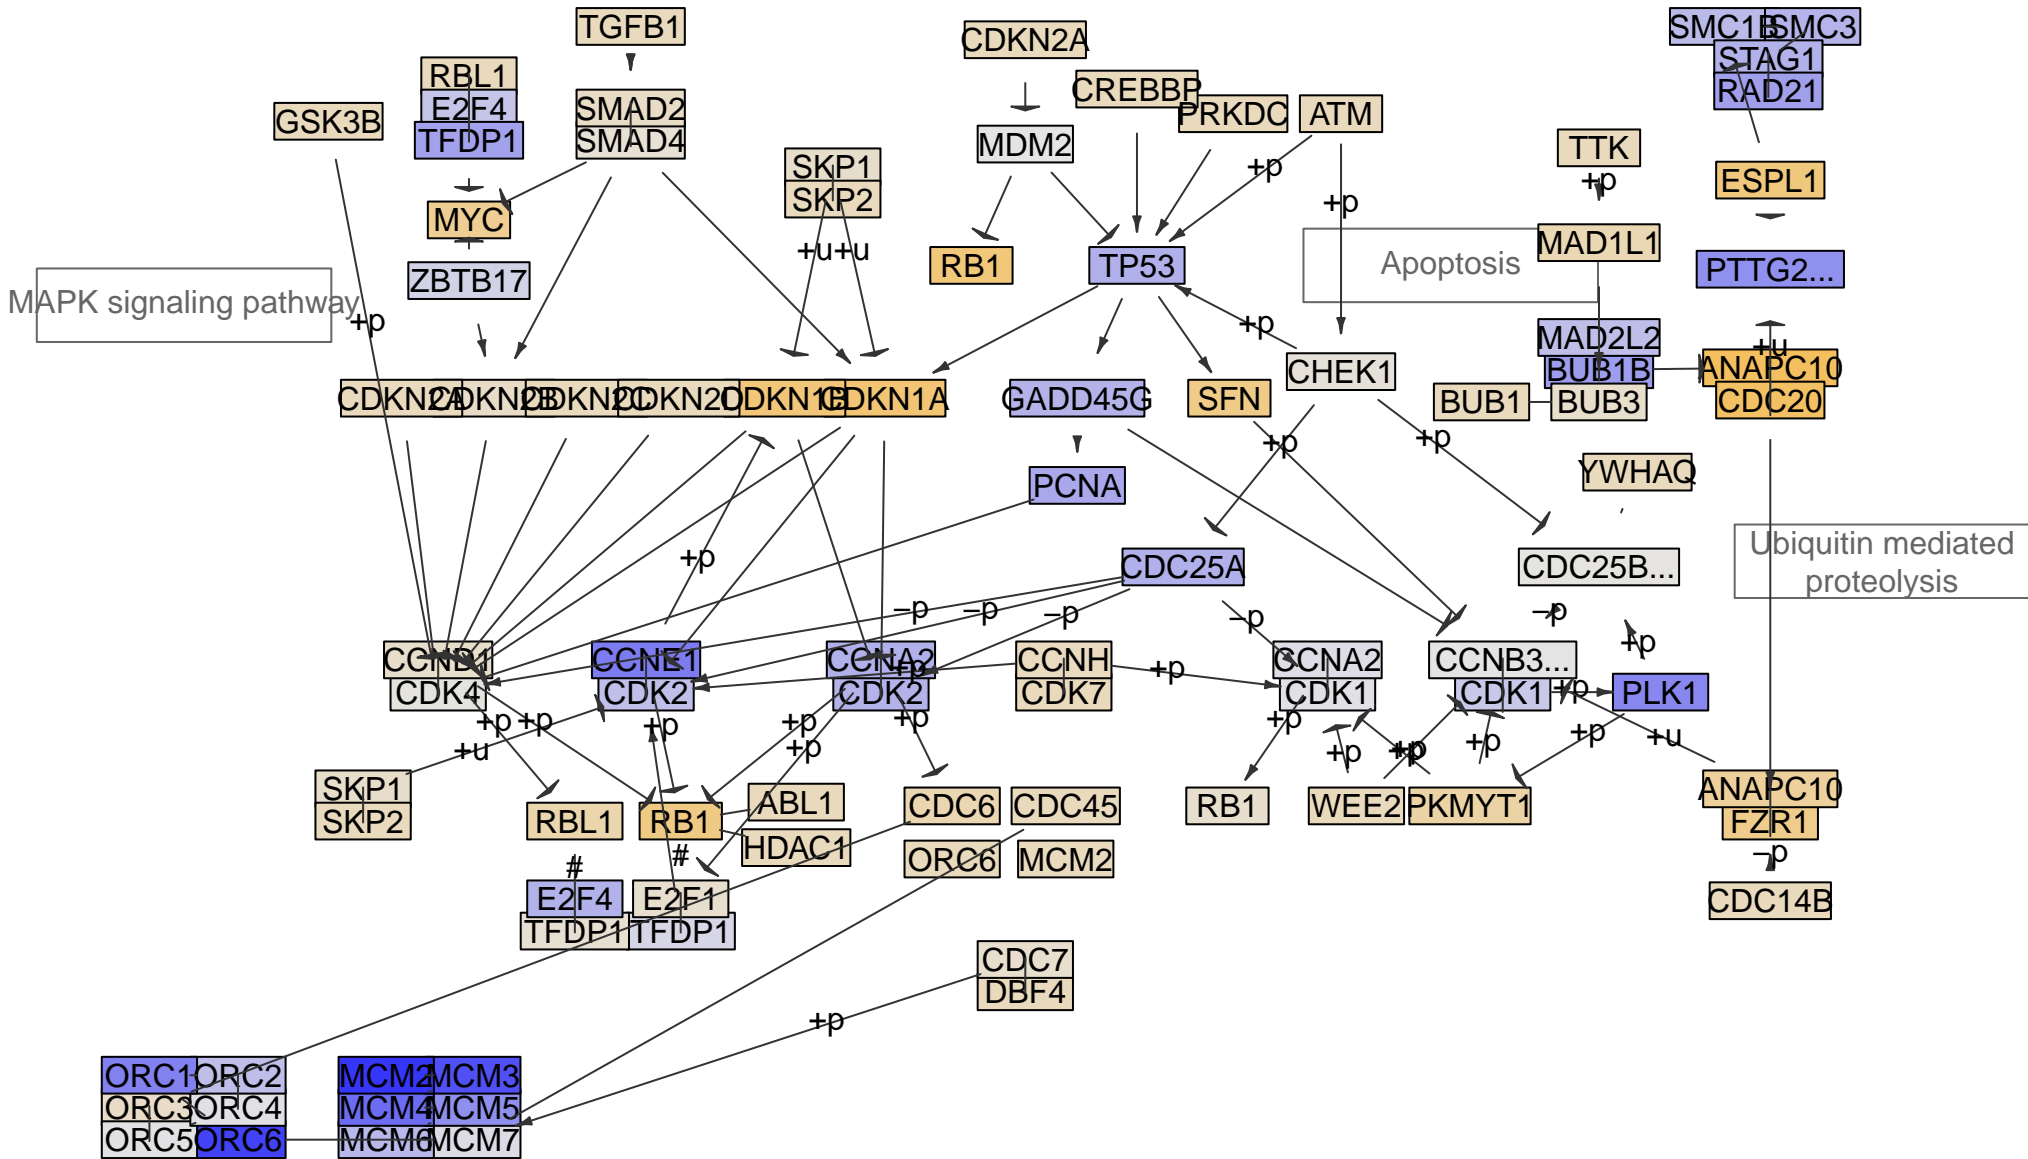 TGFB1
CDKN2A
SMC1B
SMC3
STAG1
RAD21
RBL1
E2F4
TFDP1
GSK3B
SMAD2
SMAD4
CREBBP
PRKDC
ATM
MDM2
TTK
+p
SKP1
SKP2
+p
+p
ESPL1
MYC
ZBTB17
+u
+u
RB1
TP53
Apoptosis
MAD1L1
PTTG2...
MAPK signaling pathway
+p
+p
MAD2L2
BUB1B
BUB3
BUB1
+u
ANAPC10
CDC20
CHEK1
CDKN2A
CDKN2B
CDKN2C
CDKN2D
CDKN1B
CDKN1A
GADD45G
SFN
+p
+p
YWHAQ
PCNA
Ubiquitin mediated
proteolysis
+p
CDC25A
CDC25B...
−p
−p
−p
−p
−p
+p
CCND1
CDK4
CCNE1
CDK2
CCNA2
CDK2
+p
CCNH
CDK7
+p
CCNA2
CDK1
CCNB3...
CDK1
+p
PLK1
+p
+p
+u
+p
+p
+p
+p
+p
+p
+p
+p
+p
+p
+u
SKP1
SKP2
RBL1
RB1
ABL1
HDAC1
CDC6
CDC45
ORC6
MCM2
RB1
WEE2
PKMYT1
ANAPC10
FZR1
−p
CDC14B
#
#
E2F4
TFDP1
E2F1
TFDP1
CDC7
DBF4
+p
ORC1
ORC2
ORC3
ORC4
ORC5
ORC6
MCM2
MCM3
MCM4
MCM5
MCM6
MCM7